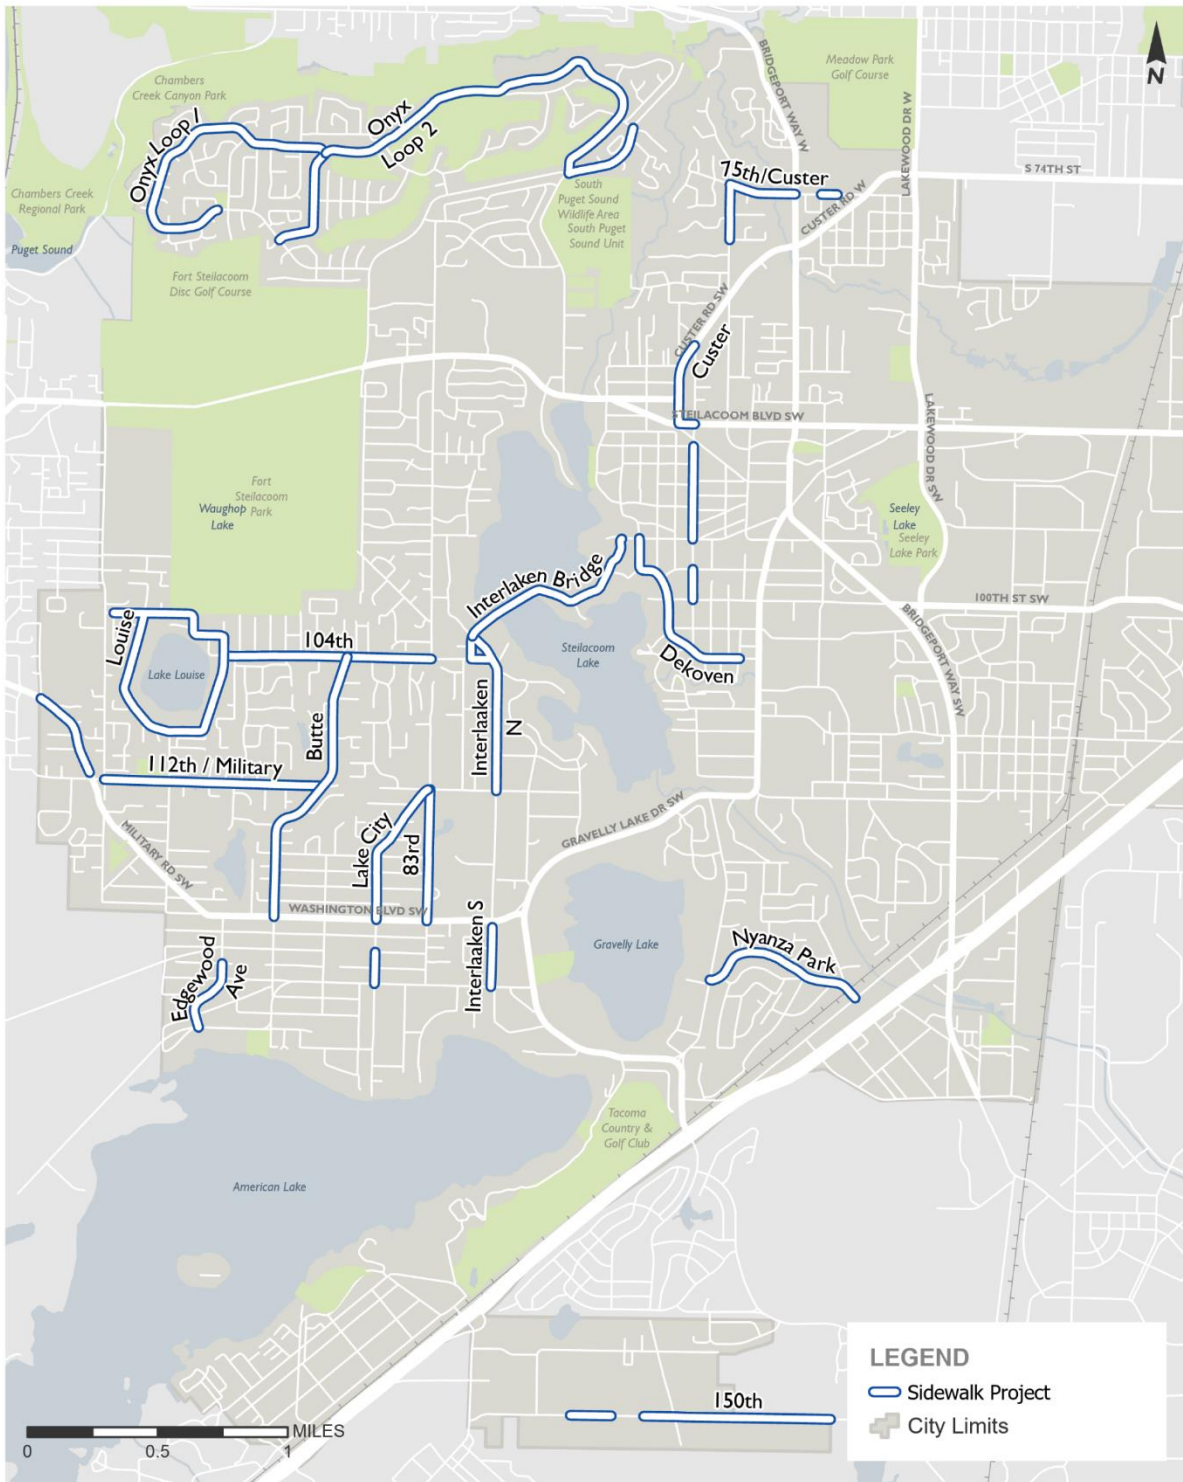 N
Meadow Park
Golf Course
BRIDGEPORT WAY W
LAKEWOOD DR W
Chambers
Creek Canyon Park
Onyx Loop 1
Onyx
Loop 2
75th/Custer
S 74TH ST
Chambers Creek
Regional Park
South
Puget Sound
Wildlife Area
South Puget
Sound Unit
CUSTER RD W
Puget Sound
Fort Steilacoom
Disc Golf Course
CUSTER RD SW
Custer
STEILACOOM BLVD SW
LAKEWOOD DR SW
Fort
Steilacoom
Park
Waughop
Lake
Seeley
Lake
Seeley
Lake Park
Interlaken Bridge
100TH ST SW
BRIDGEPORT WAY SW
Louise
104th
Lake Louise
Steilacoom
Lake
Dekoven
Butte
Interlaaken
N
112th / Military
MILITARY RD SW
Lake City
83rd
GRAVELLY LAKE DR SW
WASHINGTON BLVD SW
Interlaaken S
Gravelly Lake
Nyanza Park
Edgewood
Ave
Tacoma
Country &
Golf Club
American Lake
150th
LEGEND
Sidewalk Project
City Limits
MILES
0
0.5
1